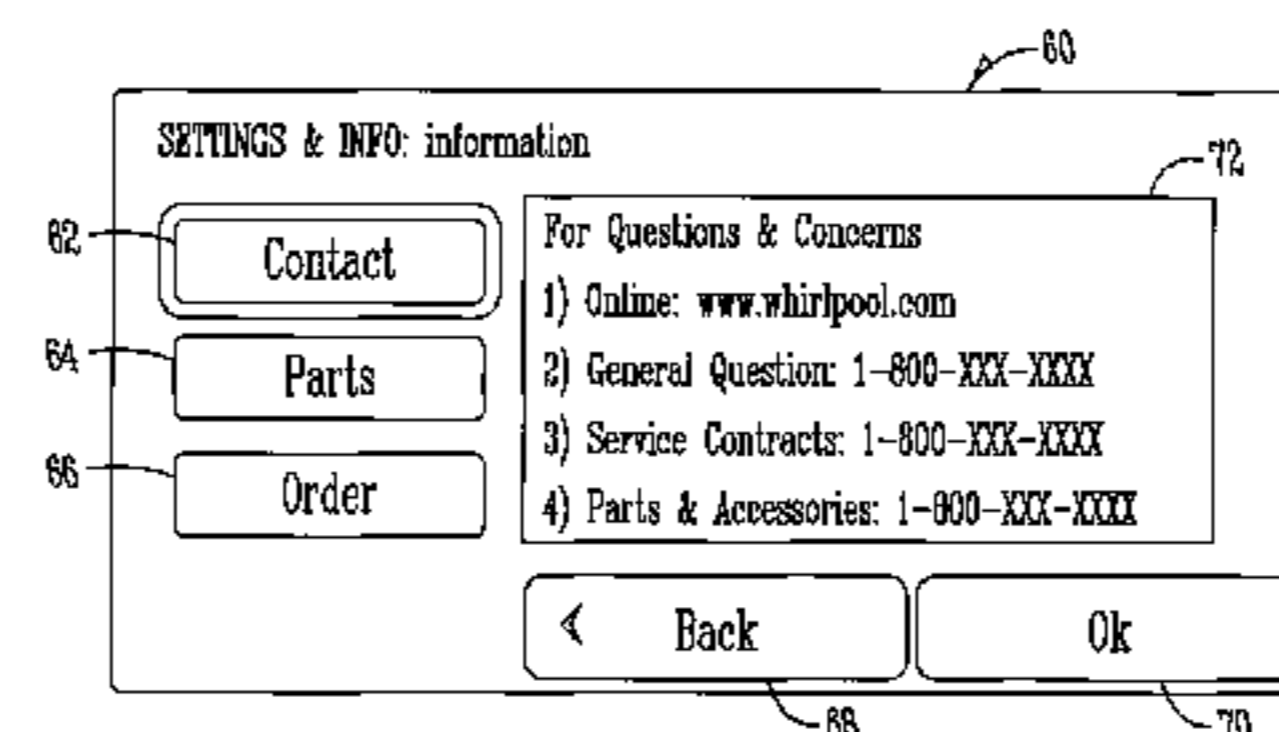 60
SETTINGS & INFO: information
72
62
Contact
For Questions & Concerns
1) Online: www.whirlpool.com
64
Parts
2) General Question: 1-800-XXX-XXXX
3) Service Contracts: 1-800-XXX-XXXX
66
Order
4) Parts & Accessories: 1-800-XXX-XXXX
Back
Ok
68
70